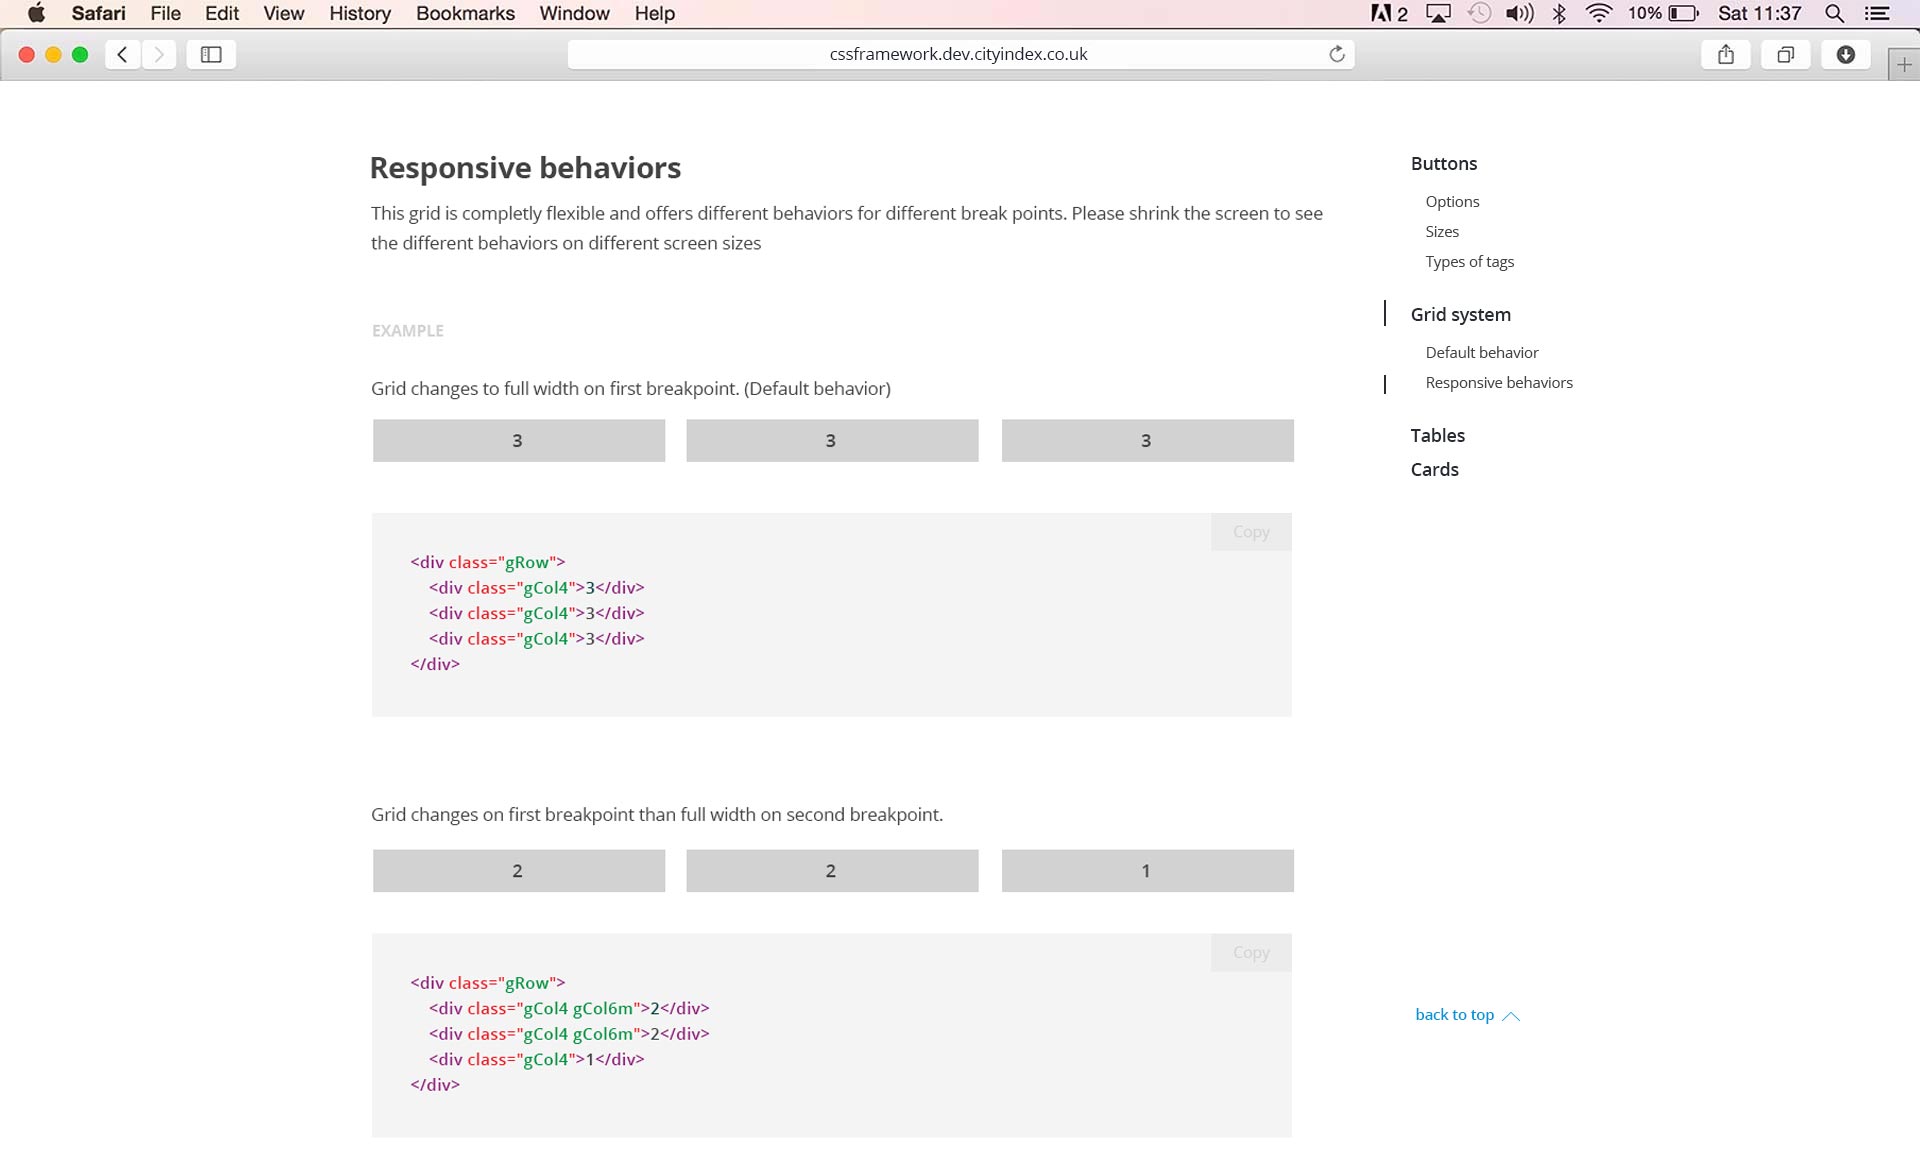 Safari File Edit View History Bookmarks Window Help 2 10% Sat 11:37
cssframework.dev.cityindex.co.uk
Responsive behaviors
This grid is completly flexible and offers different behaviors for different break points. Please shrink the screen to see
the different behaviors on different screen sizes
EXAMPLE
Grid changes to full width on first breakpoint. (Default behavior)
3 3 3
Copy
<div class="gRow">
<div class="gCol4">3</div>
<div class="gCol4">3</div>
<div class="gCol4">3</div>
</div>
Grid changes on first breakpoint than full width on second breakpoint.
2 2 1
Copy
<div class="gRow">
<div class="gCol4 gCol6m">2</div>
<div class="gCol4 gCol6m">2</div>
<div class="gCol4">1</div>
</div>
Buttons
Options
Sizes
Types of tags
Grid system
Default behavior
Responsive behaviors
Tables
Cards
back to top